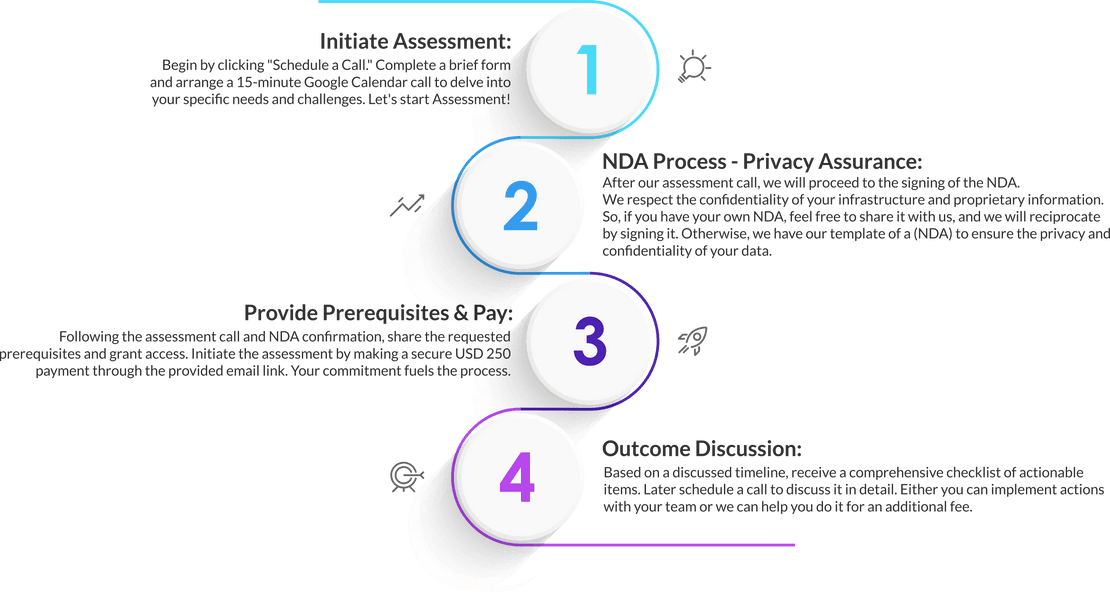 1
Initiate Assessment:
Begin by clicking "Schedule a Call." Complete a brief form
and arrange a 15-minute Google Calendar call to delve into
your specific needs and challenges. Let's start Assessment!
2
NDA Process - Privacy Assurance:
After our assessment call, we will proceed to the signing of the NDA.
We respect the confidentiality of your infrastructure and proprietary information.
So, if you have your own NDA, feel free to share it with us, and we will reciprocate
by signing it. Otherwise, we have our template of a (NDA) to ensure the privacy and
confidentiality of your data.
3
Provide Prerequisites & Pay:
Following the assessment call and NDA confirmation, share the requested
prerequisites and grant access. Initiate the assessment by making a secure USD 250
payment through the provided email link. Your commitment fuels the process.
4
Outcome Discussion:
Based on a discussed timeline, receive a comprehensive checklist of actionable
items. Later schedule a call to discuss it in detail. Either you can implement actions
with your team or we can help you do it for an additional fee.